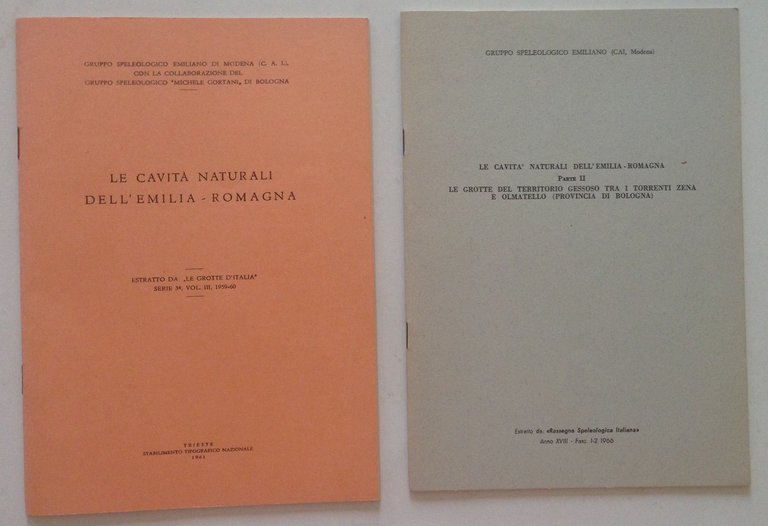 GRUPPO SPELEOLOGICO EMILIANO DI MODENA (C. A. I.),
CON LA COLLABORAZIONE DEL
GRUPPO SPELEOLOGICO "MICHELE GORTANI„ DI BOLOGNA
LE CAVITÀ NATURALI
DELL'EMILIA - ROMAGNA
ESTRATTO DA: „LE GROTTE D'ITALIA"
SERIE 3ª, VOL. III, 1959-60
TRIESTE
STABILIMENTO TIPOGRAFICO NAZIONALE
1961
GRUPPO SPELEOLOGICO EMILIANO (CAI, Modena)
LE CAVITA' NATURALI DELL'EMILIA - ROMAGNA
PARTE II
LE GROTTE DEL TERRITORIO GESSOSO TRA I TORRENTI ZENA
E OLMATELLO (PROVINCIA DI BOLOGNA)
Estratto da: «Rassegna Speleologica Italiana»
Anno XVIII - Fasc. 1-2 1966